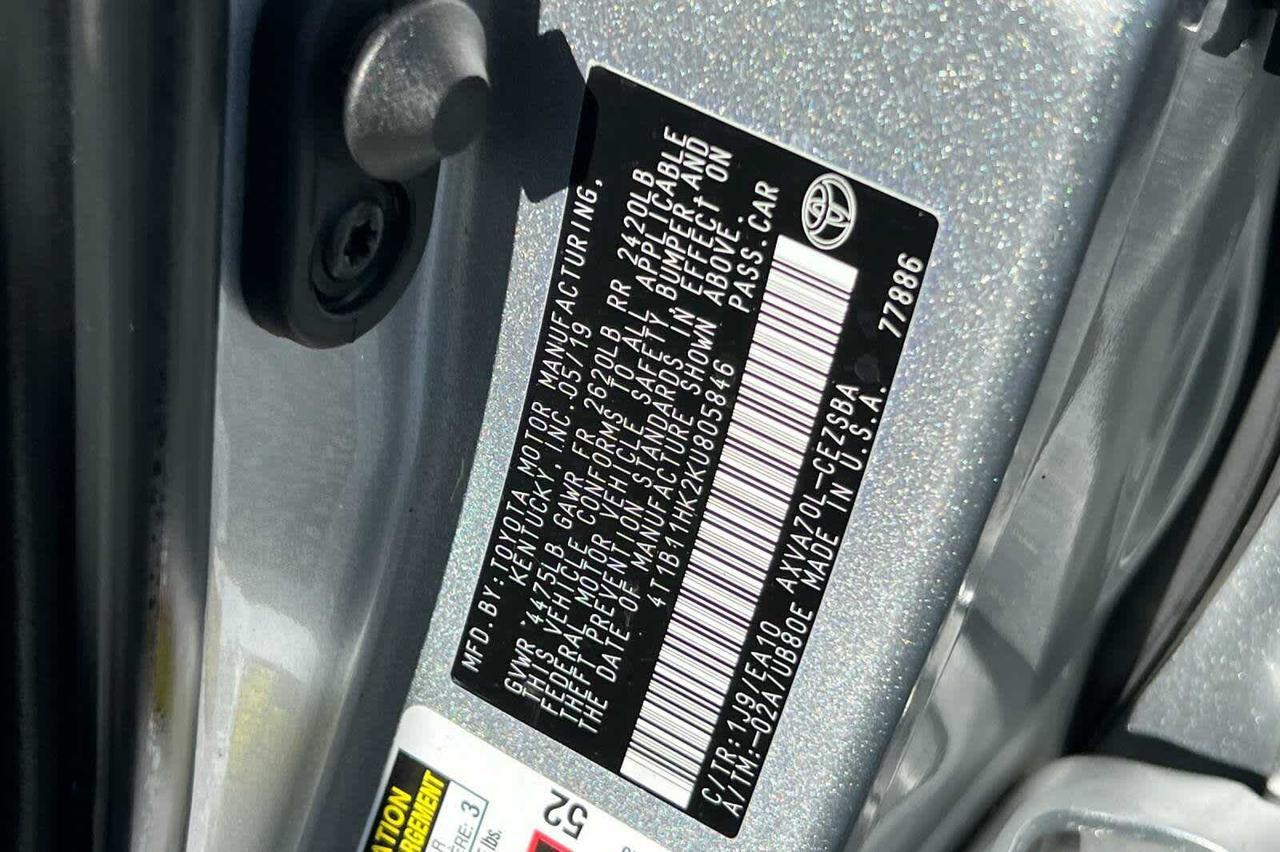 MFD.BY:TOYOTA MOTOR MANUFACTURING,
KENTUCKY, INC.05/19
GVWR 4475LB GAWR FR 2620LB RR 2420LB
THIS VEHICLE CONFORMS TO ALL APPLICABLE
FEDERAL MOTOR VEHICLE SAFETY, BUMPER, AND
THEFT PREVENTION STANDARDS IN EFFECT ON
THE DATE OF MANUFACTURE SHOWN ABOVE.
4T1B11HK2KU805846 PASS.CAR
C/TR:1J9/EA10 AXVA70L-CEZSBA
A/TM:-02A/UB80E MADE IN U.S.A.
77886
52
3
lbs.